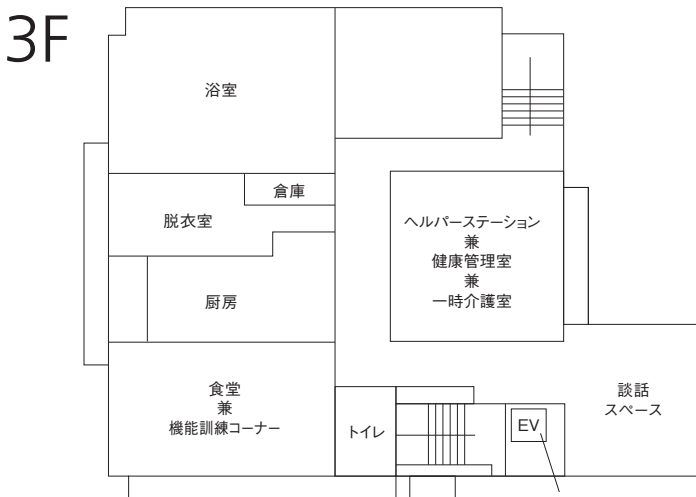 3F
浴室
倉庫
脱衣室
ヘルパーステーション
兼
健康管理室
兼
一時介護室
厨房
食堂
兼
機能訓練コーナー
トイレ
EV
談話
スペース